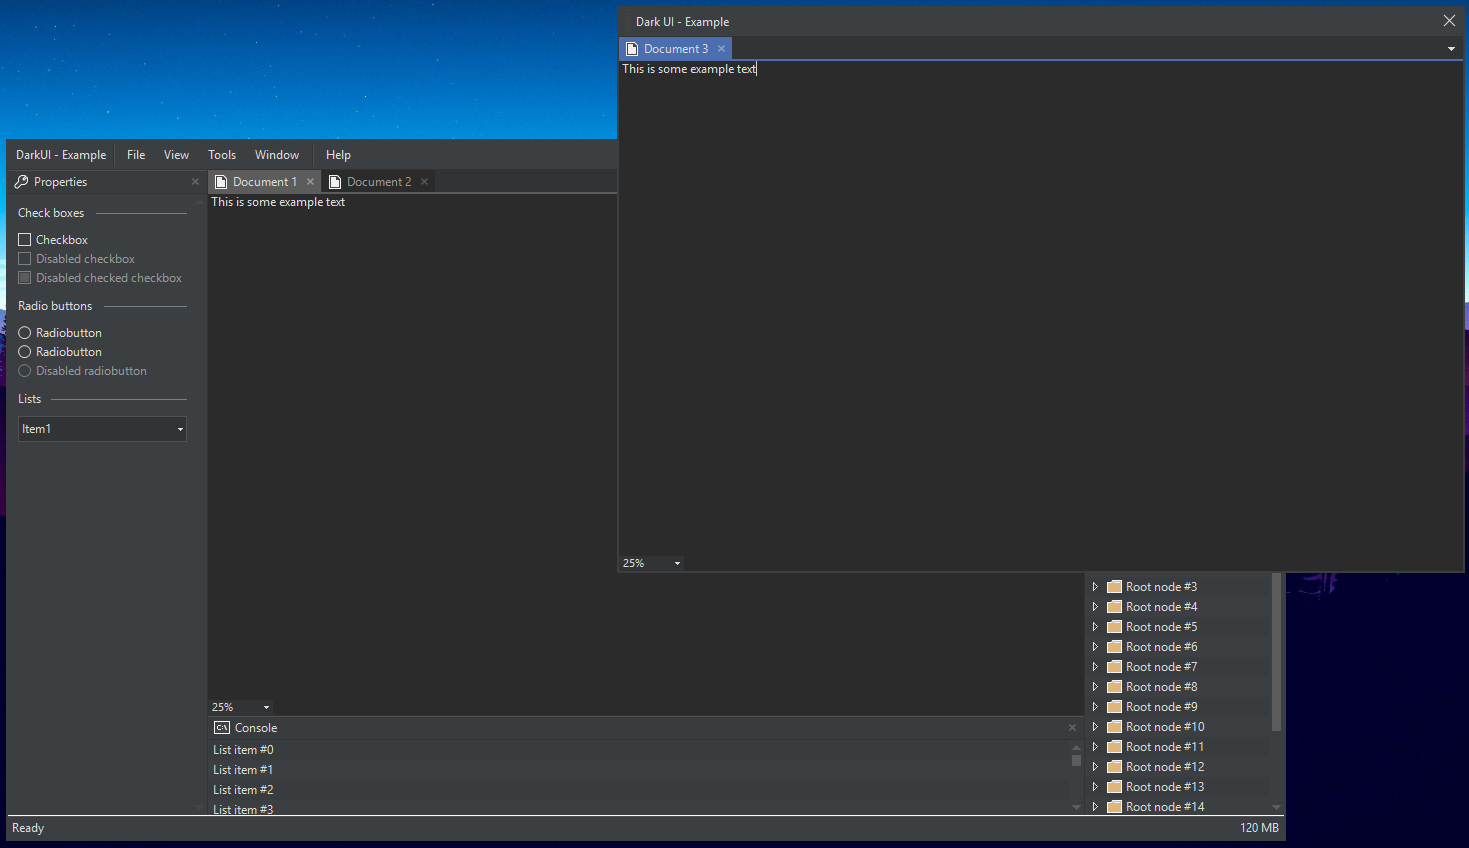 Dark UI - Example
Document 3
This is some example text
25%
DarkUI - Example File View Tools Window Help
Properties
Check boxes
Checkbox
Disabled checkbox
Disabled checked checkbox
Radio buttons
Radiobutton
Radiobutton
Disabled radiobutton
Lists
Item1
Document 1 Document 2
This is some example text
25%
C:\ Console
List item #0
List item #1
List item #2
List item #3
Root node #3
Root node #4
Root node #5
Root node #6
Root node #7
Root node #8
Root node #9
Root node #10
Root node #11
Root node #12
Root node #13
Root node #14
Ready 120 MB